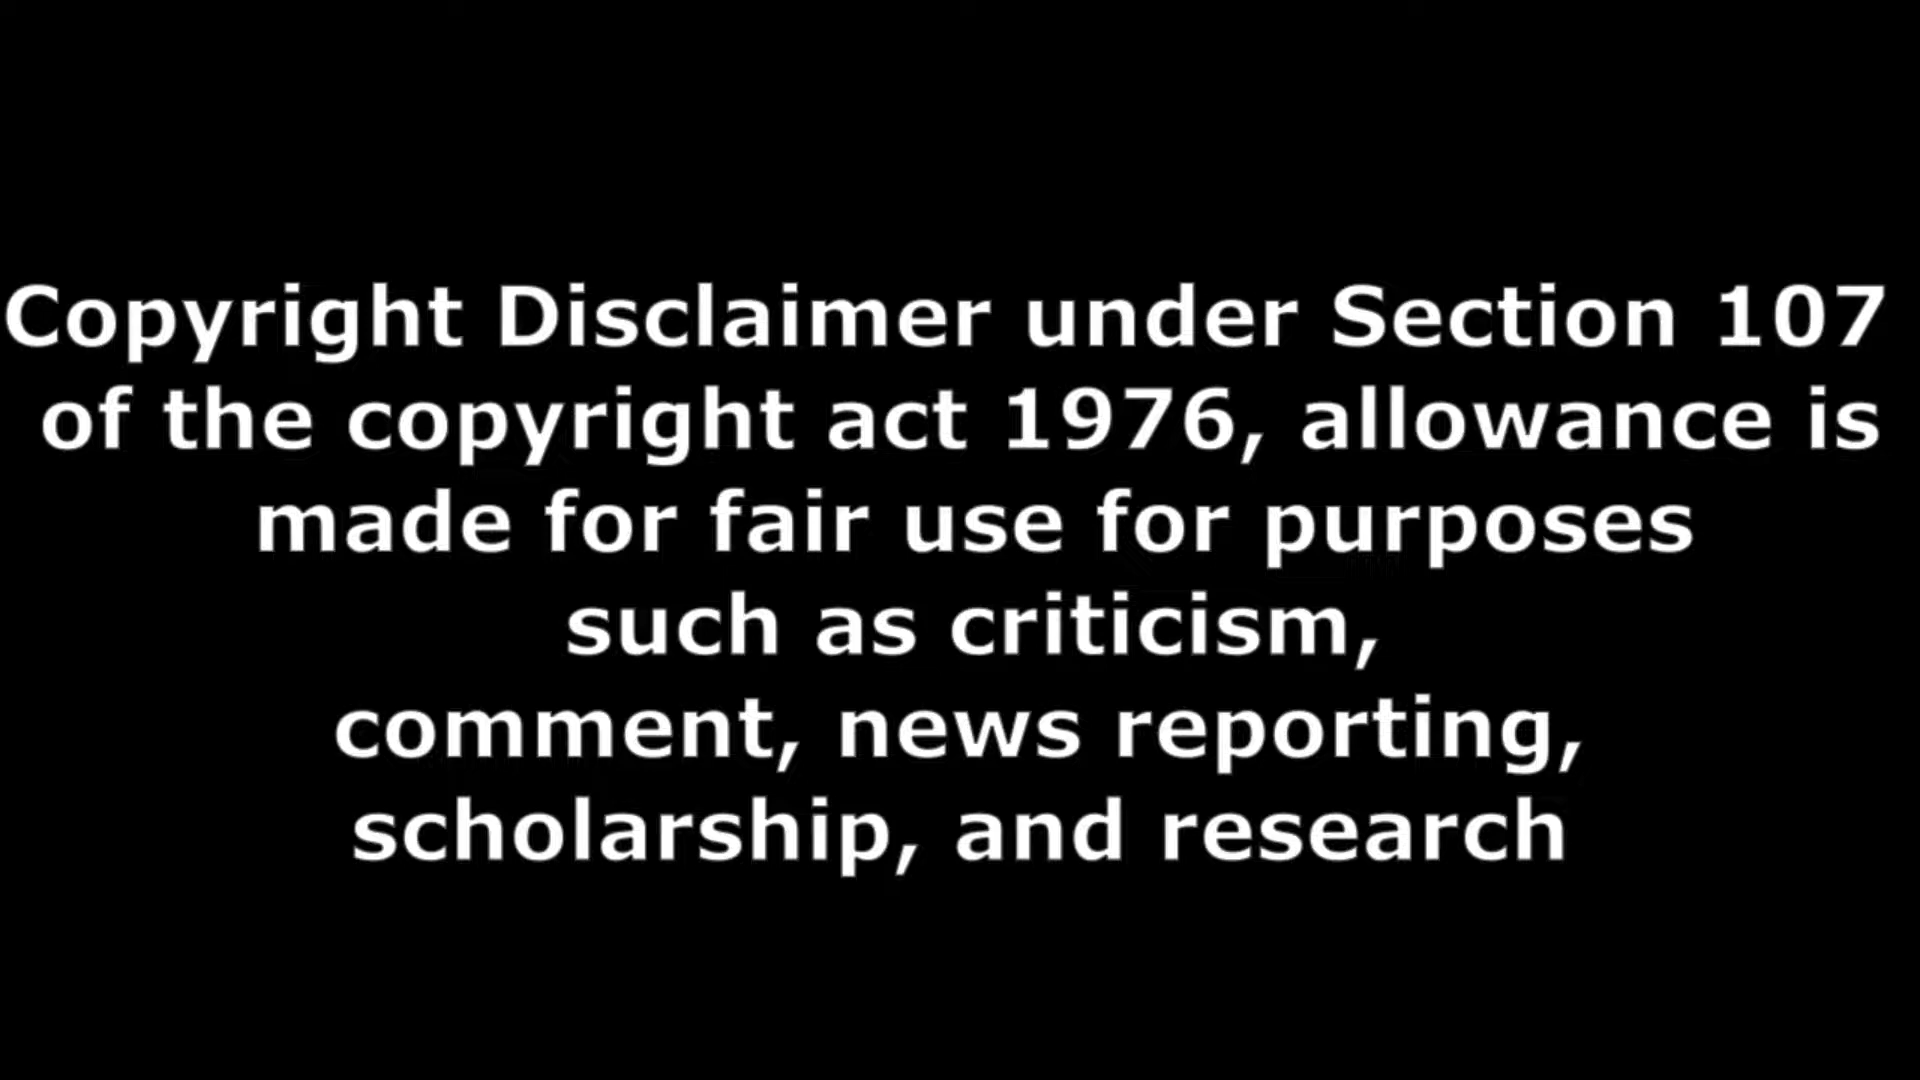 Copyright Disclaimer under Section 107
of the copyright act 1976, allowance is
made for fair use for purposes
such as criticism,
comment, news reporting,
scholarship, and research